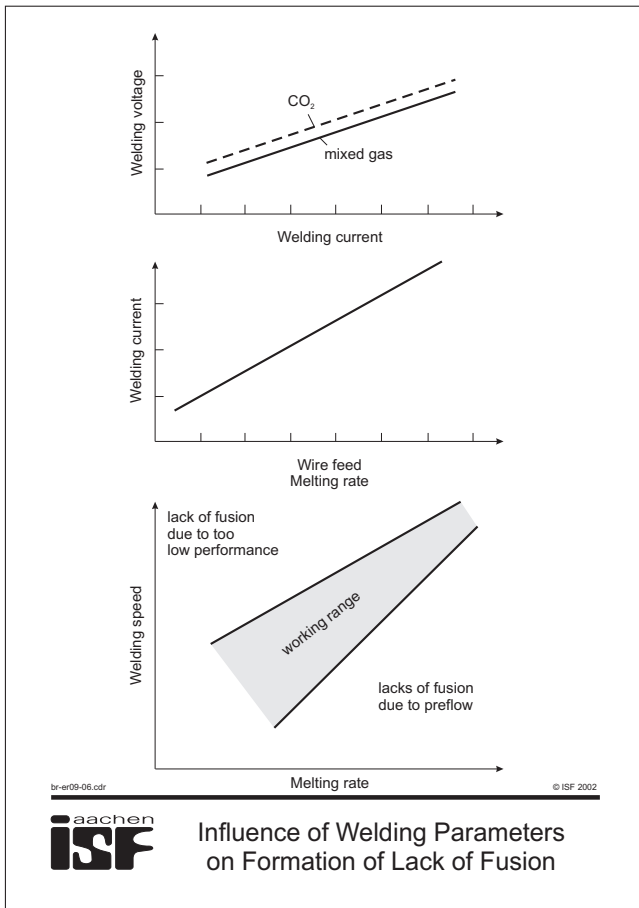 Welding voltage
CO₂
mixed gas
Welding current
Welding current
Wire feed
Melting rate
Welding speed
lack of fusion
due to too
low performance
working range
lacks of fusion
due to preflow
Melting rate
br-er09-06.cdr
© ISF 2002
aachen
ISF
Influence of Welding Parameters
on Formation of Lack of Fusion